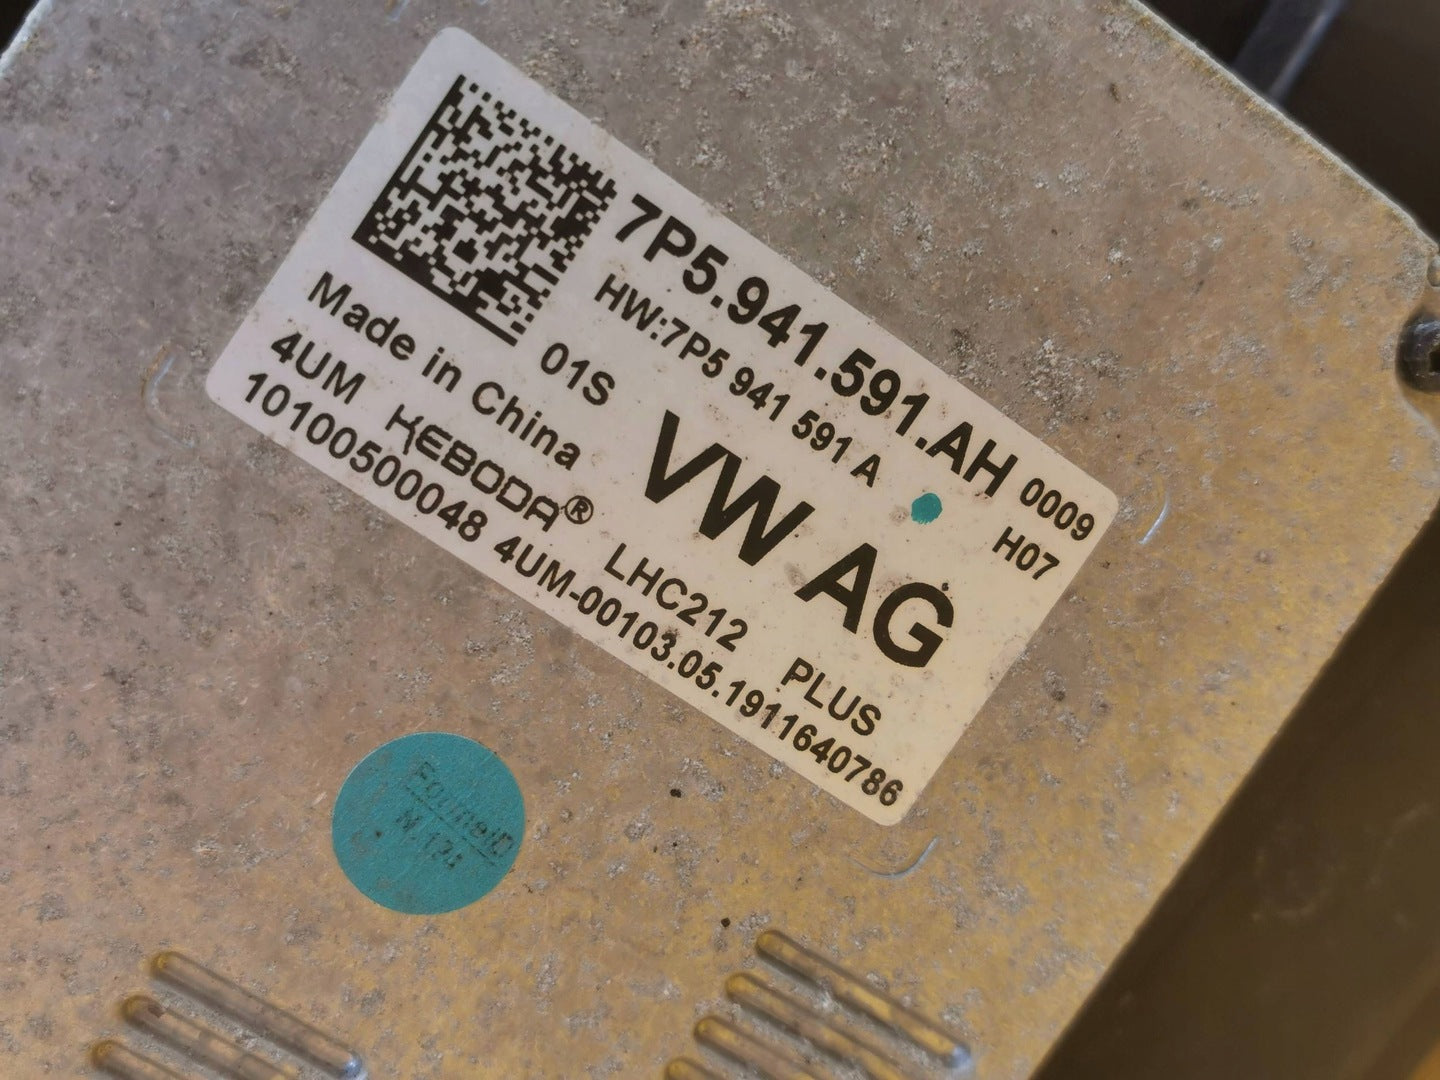 7P5.941.591.AH 0009
HW:7P5 941 591 A H07
01S VW AG
Made in China
4UM KEBODA® LHC212 PLUS
10100500048 4UM-00103.05.1911640786
M 174